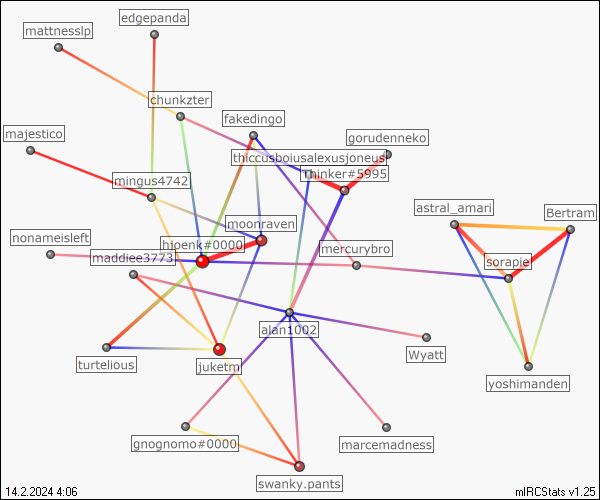 edgepanda
mattnesslp
chunkzter
fakedingo
majestico
gorudenneko
thiccusboiusalexusjoneus
Thinker#5995
mingus4742
astral_amari
Bertram
moonraven
nonameisleft
hjoenk#0000
mercurybro
maddiee3773
sorapie
alan1002
turtelious
juketm
Wyatt
yoshimanden
gnognomo#0000
marcemadness
swanky.pants
14.2.2024 4:06
mIRCStats v1.25